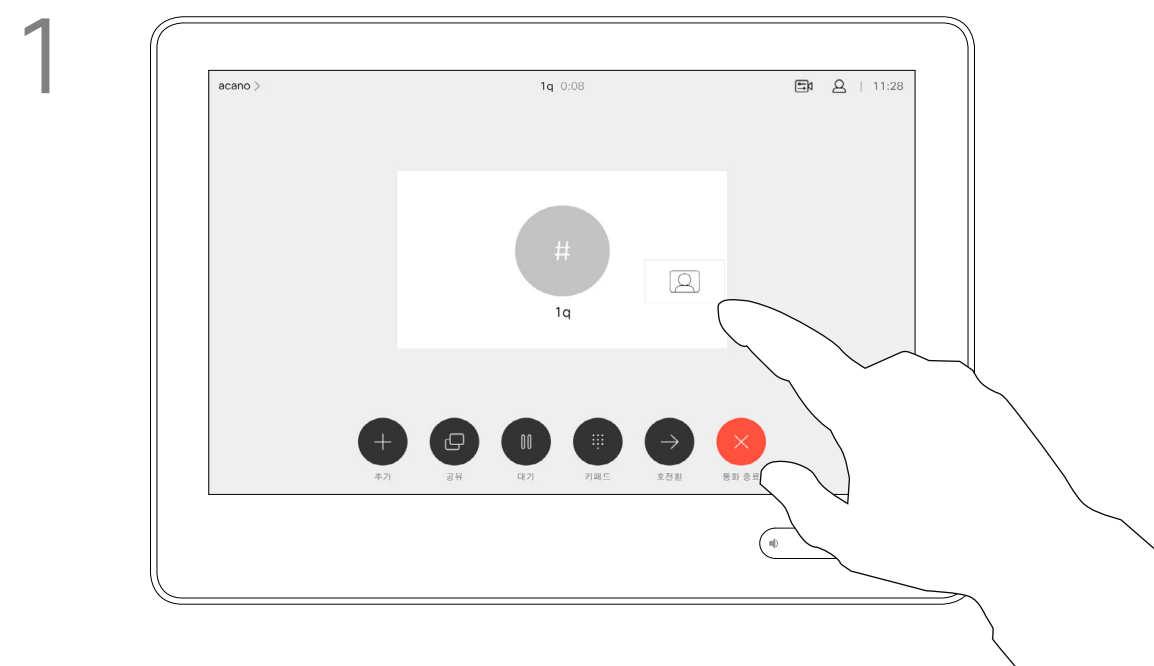 1
acano >
1q 0:08
| 11:28
#
1q
추가
공유
대기
키패드
호전환
통화 종료